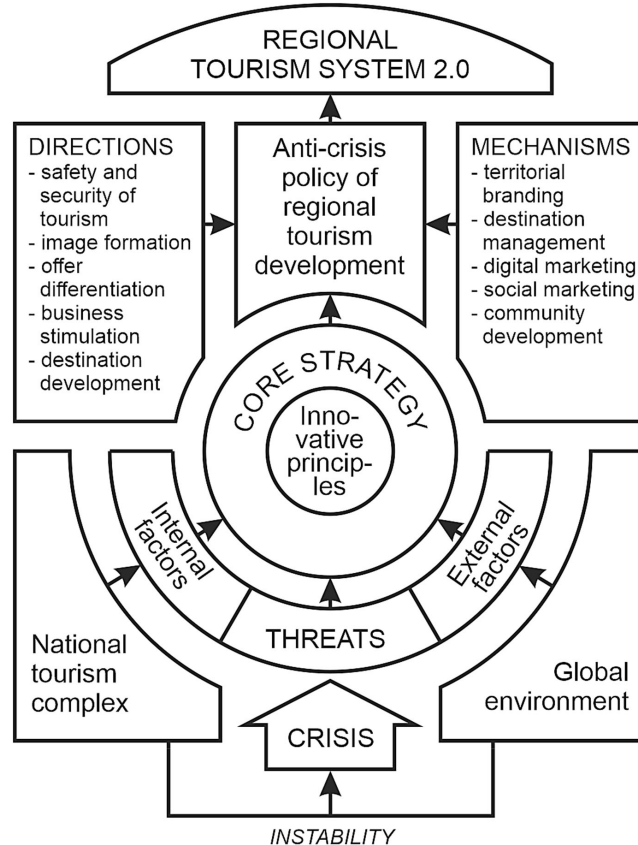 REGIONAL
TOURISM SYSTEM 2.0
DIRECTIONS
- safety and
security of
tourism
- image formation
- offer
differentiation
- business
stimulation
- destination
development
Anti-crisis
policy of
regional
tourism
development
MECHANISMS
- territorial
branding
- destination
management
- digital marketing
- social marketing
- community
development
CORE STRATEGY
Inno-
vative
princip-
les
Internal
factors
External
factors
THREATS
National
tourism
complex
Global
environment
CRISIS
INSTABILITY